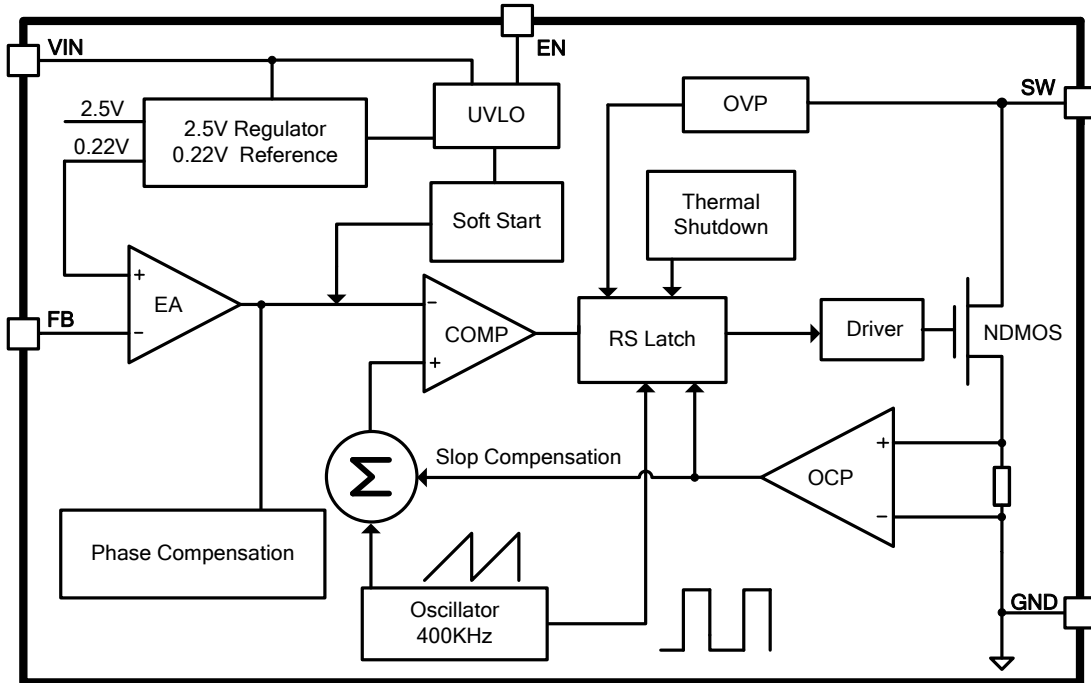 VIN
EN
SW
2.5V
0.22V
2.5V Regulator
0.22V Reference
UVLO
OVP
Soft Start
Thermal
Shutdown
+
EA
−
FB
−
COMP
+
RS Latch
Driver
NDMOS
Σ
Slop Compensation
+
OCP
−
Phase Compensation
Oscillator
400KHz
GND